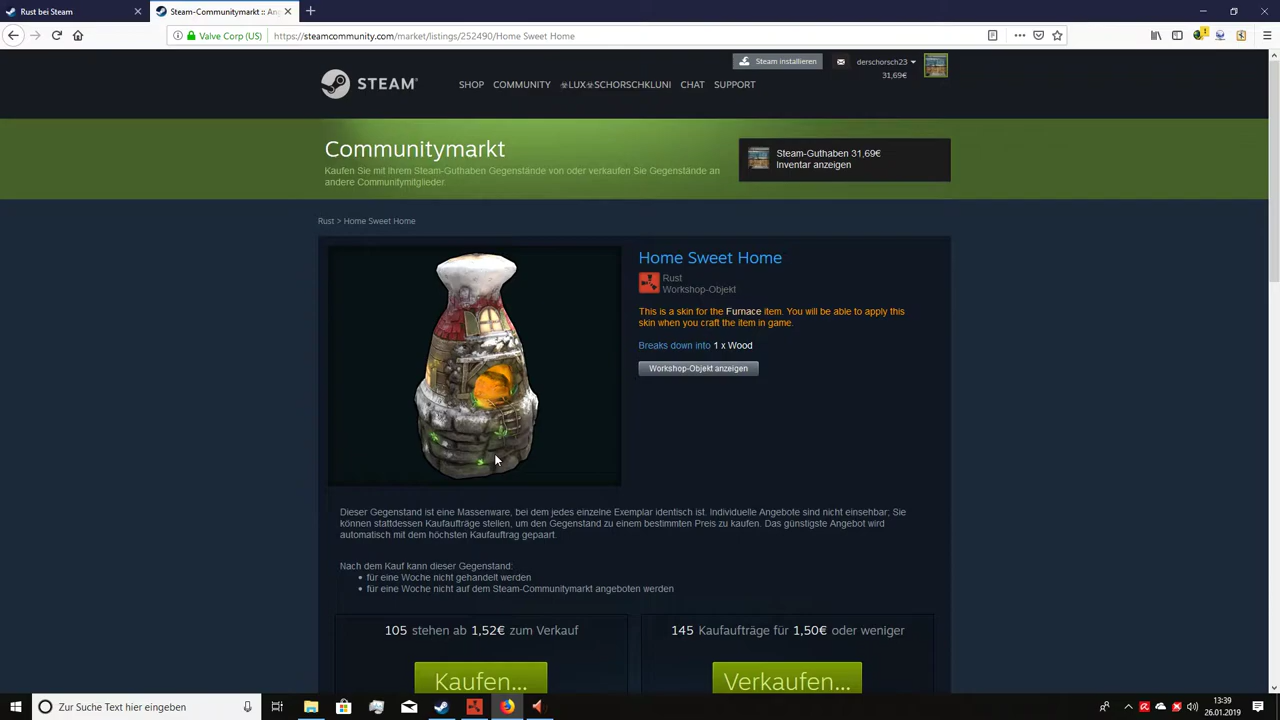 Rust bei Steam
Steam-Communitymarkt :: Ang
Valve Corp (US)
https://steamcommunity.com/market/listings/252490/Home Sweet Home
Steam installieren
derschorsch23
31,69€
STEAM
SHOP COMMUNITY ☣LUX☣SCHORSCHKLUNI CHAT SUPPORT
Communitymarkt
Kaufen Sie mit Ihrem Steam-Guthaben Gegenstände von oder verkaufen Sie Gegenstände an
andere Communitymitglieder.
Steam-Guthaben 31,69€
Inventar anzeigen
Rust > Home Sweet Home
Home Sweet Home
Rust
Workshop-Objekt
This is a skin for the Furnace item. You will be able to apply this
skin when you craft the item in game.
Breaks down into 1 x Wood
Workshop-Objekt anzeigen
Dieser Gegenstand ist eine Massenware, bei dem jedes einzelne Exemplar identisch ist. Individuelle Angebote sind nicht einsehbar; Sie
können stattdessen Kaufaufträge stellen, um den Gegenstand zu einem bestimmten Preis zu kaufen. Das günstigste Angebot wird
automatisch mit dem höchsten Kaufauftrag gepaart.
Nach dem Kauf kann dieser Gegenstand:
für eine Woche nicht gehandelt werden
für eine Woche nicht auf dem Steam-Communitymarkt angeboten werden
105 stehen ab 1,52€ zum Verkauf
145 Kaufaufträge für 1,50€ oder weniger
Kaufen...
Verkaufen...
Zur Suche Text hier eingeben
13:39
26.01.2019